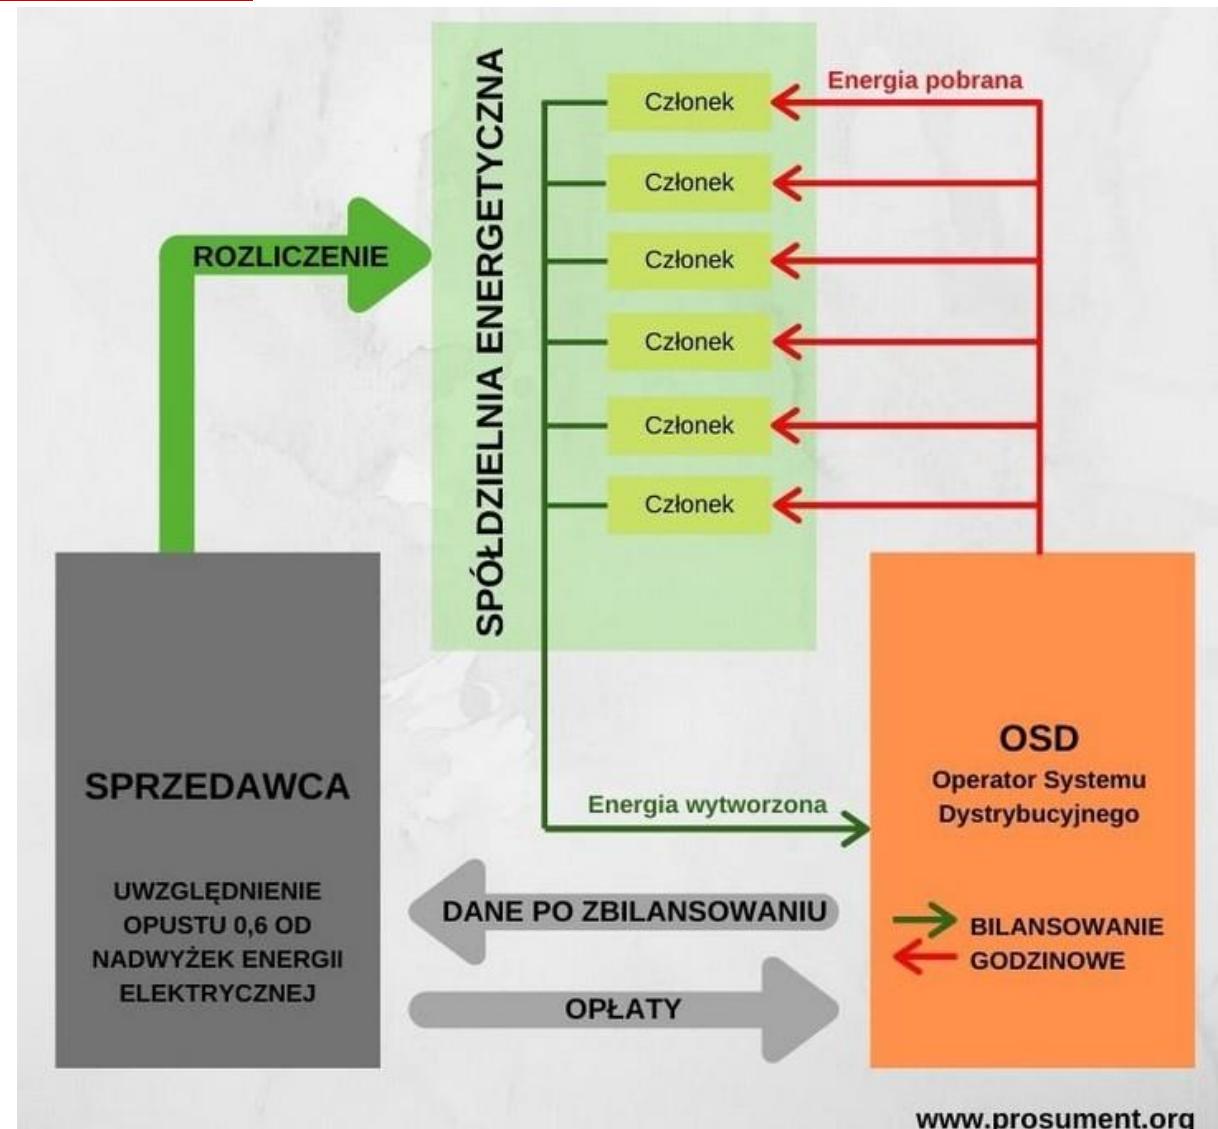 SPÓŁDZIELNIA ENERGETYCZNA
Energia pobrana
Członek
Członek
Członek
Członek
Członek
Członek
ROZLICZENIE
SPRZEDAWCA
UWZGLĘDNIENIE
OPUSTU 0,6 OD
NADWYŻEK ENERGII
ELEKTRYCZNEJ
Energia wytworzona
DANE PO ZBILANSOWANIU
OPŁATY
OSD
Operator Systemu
Dystrybucyjnego
BILANSOWANIE
GODZINOWE
www.prosument.org